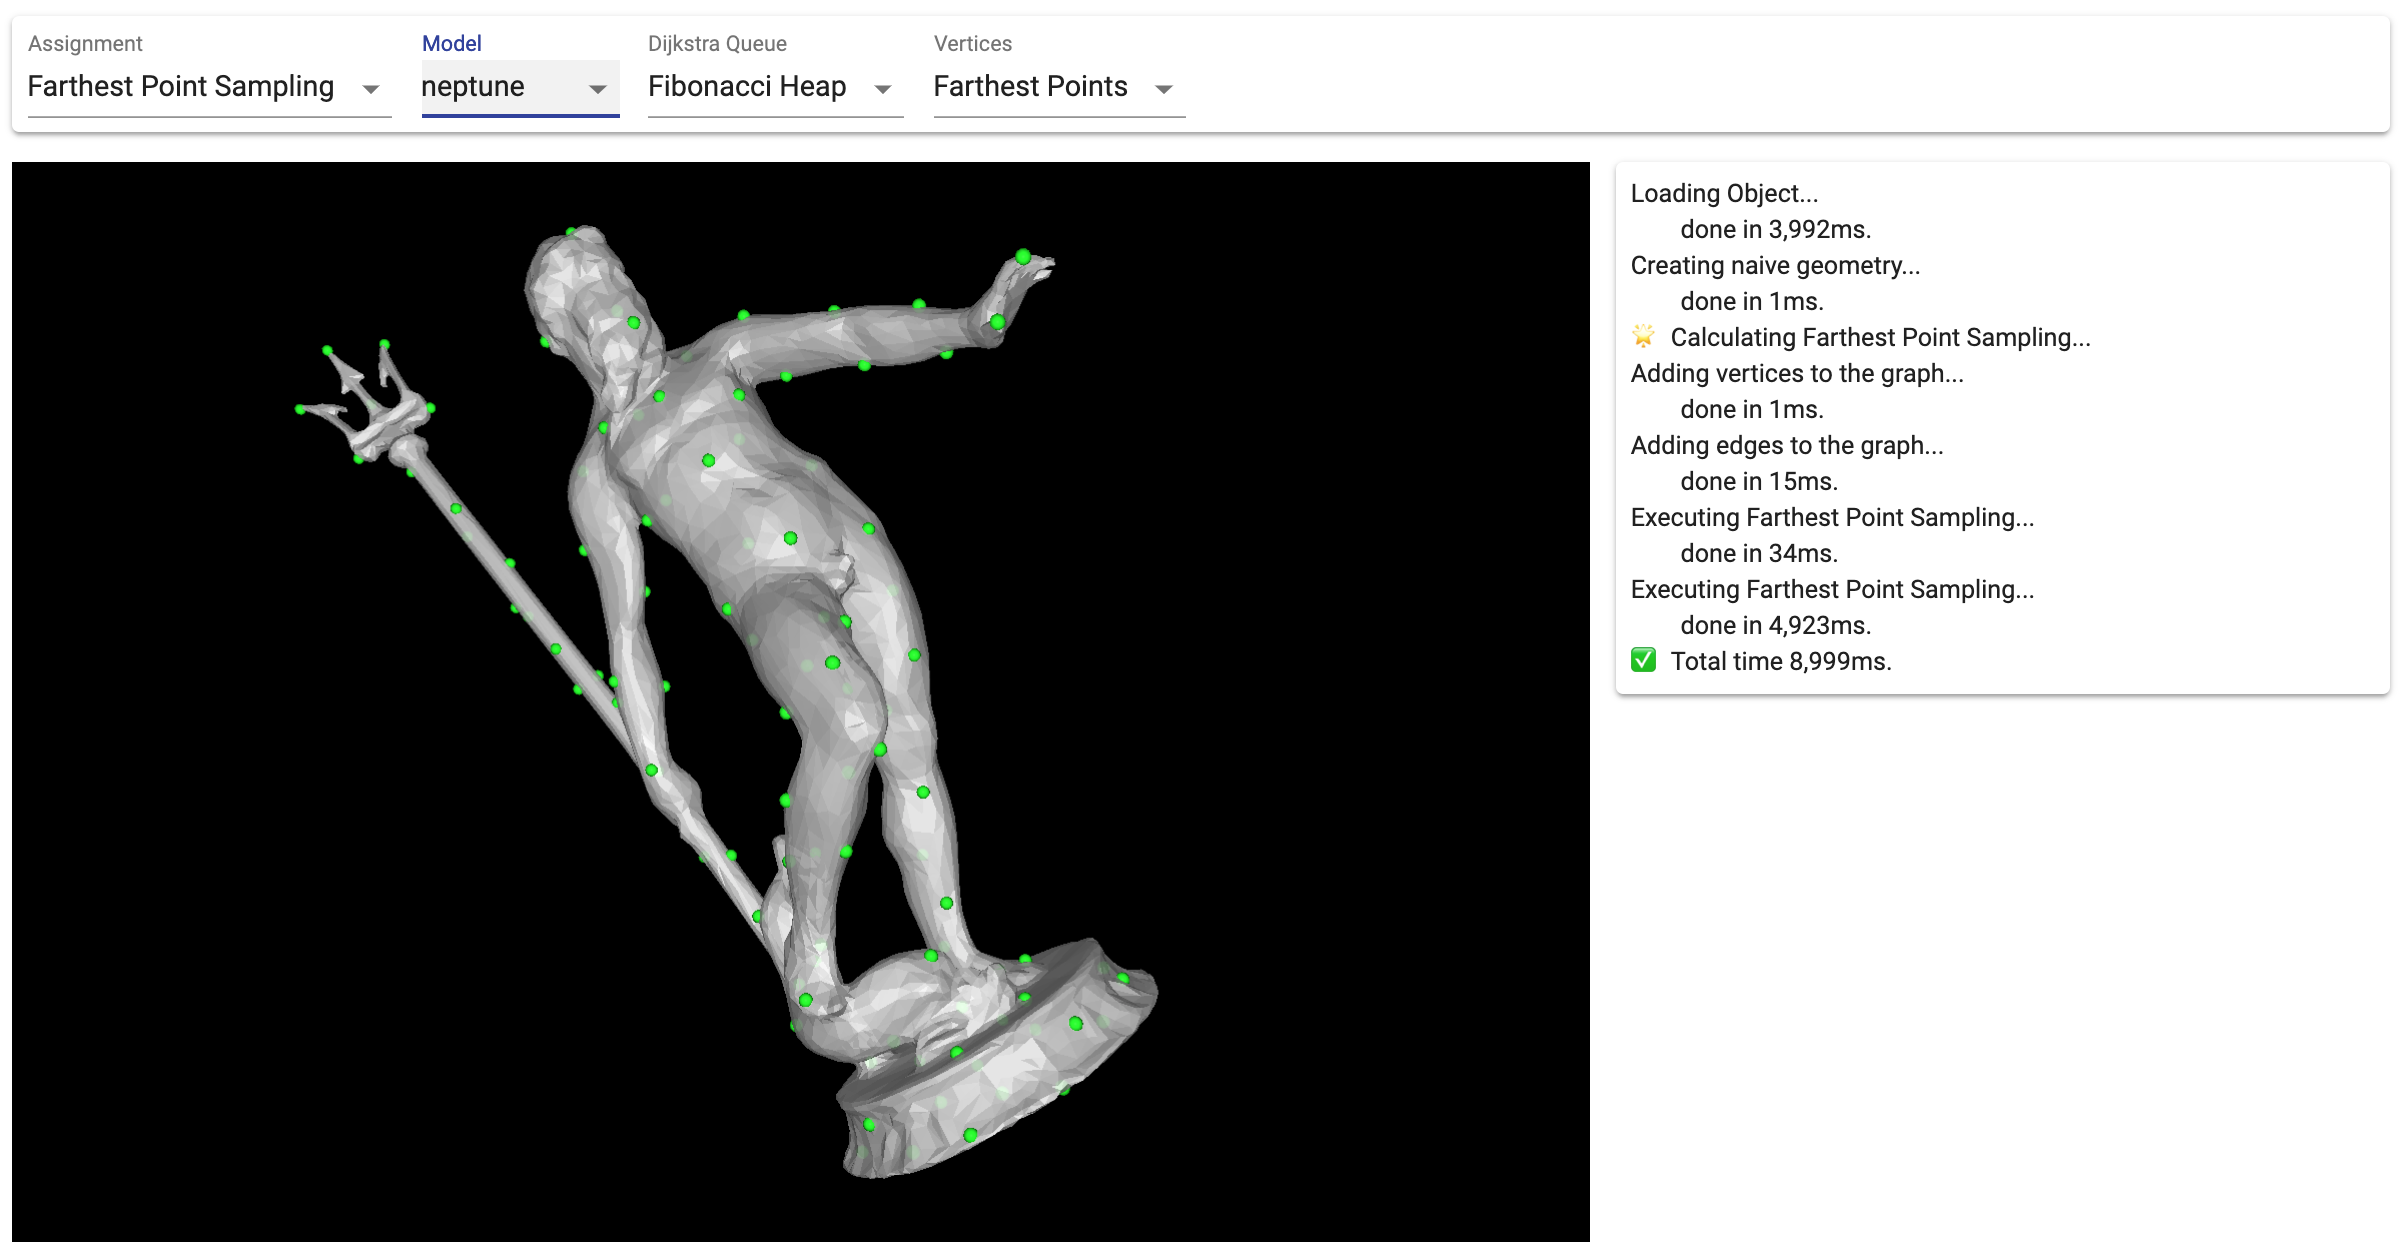 Assignment
Model
Dijkstra Queue
Vertices
Farthest Point Sampling
neptune
Fibonacci Heap
Farthest Points
Loading Object...
done in 3,992ms.
Creating naive geometry...
done in 1ms.
🌟 Calculating Farthest Point Sampling...
Adding vertices to the graph...
done in 1ms.
Adding edges to the graph...
done in 15ms.
Executing Farthest Point Sampling...
done in 34ms.
Executing Farthest Point Sampling...
done in 4,923ms.
✅ Total time 8,999ms.